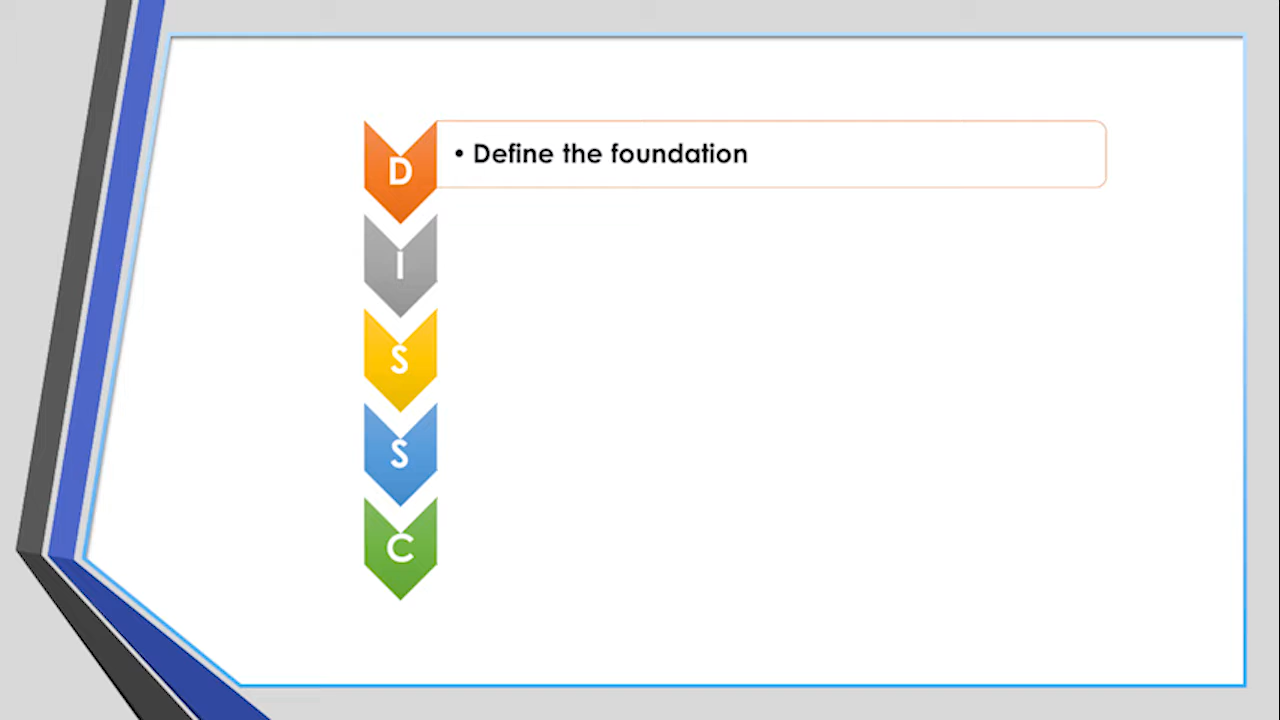 D
• Define the foundation
I
S
S
C